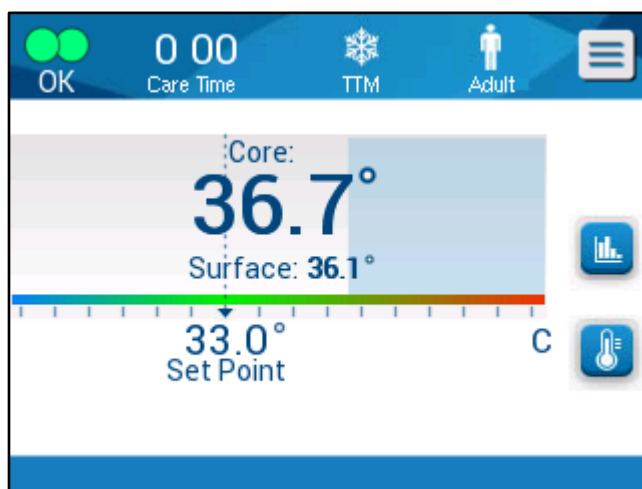 OK
0 00
Care Time
TTM
Adult
Core:
36.7°
Surface: 36.1°
33.0°
Set Point
C